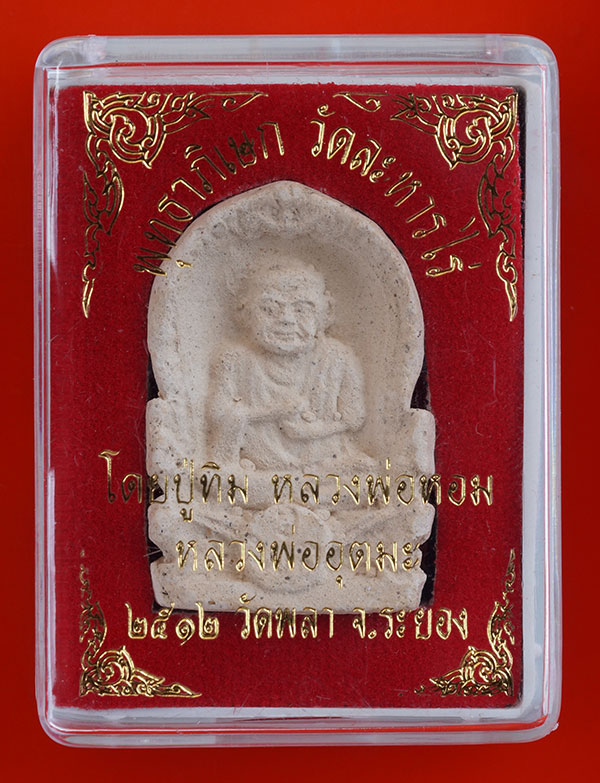 พุทธาภิเษก วัดละหารไร่
โดยปู่ทิม หลวงพ่อหอม
หลวงพ่ออุตมะ
๒๕๑๒ วัดพลา จ.ระยอง